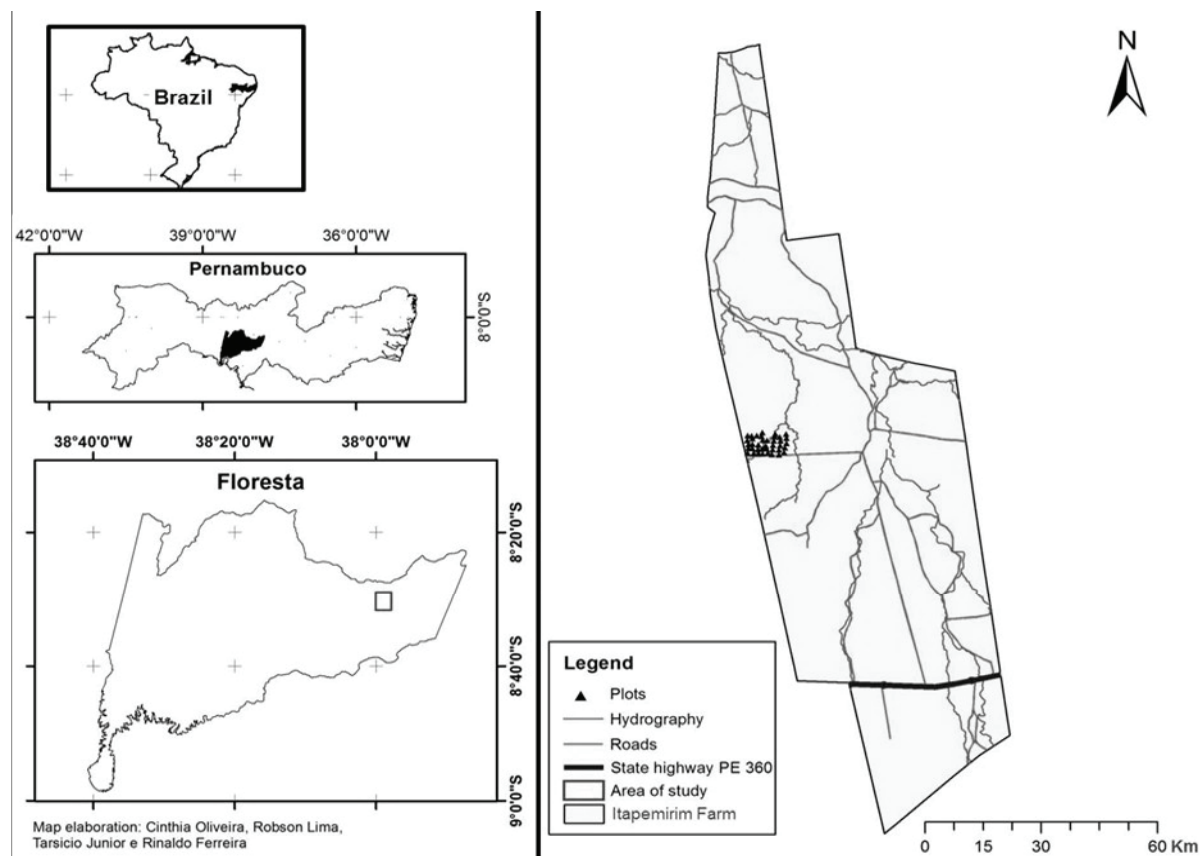 Brazil
42°0'0"W 39°0'0"W 36°0'0"W
Pernambuco
8°0'0"S
38°40'0"W 38°20'0"W 38°0'0"W
Floresta
8°20'0"S
8°40'0"S
9°0'0"S
Map elaboration: Cinthia Oliveira, Robson Lima,
Tarsicio Junior e Rinaldo Ferreira
N
Legend
Plots
Hydrography
Roads
State highway PE 360
Area of study
Itapemirim Farm
0 15 30 60 Km